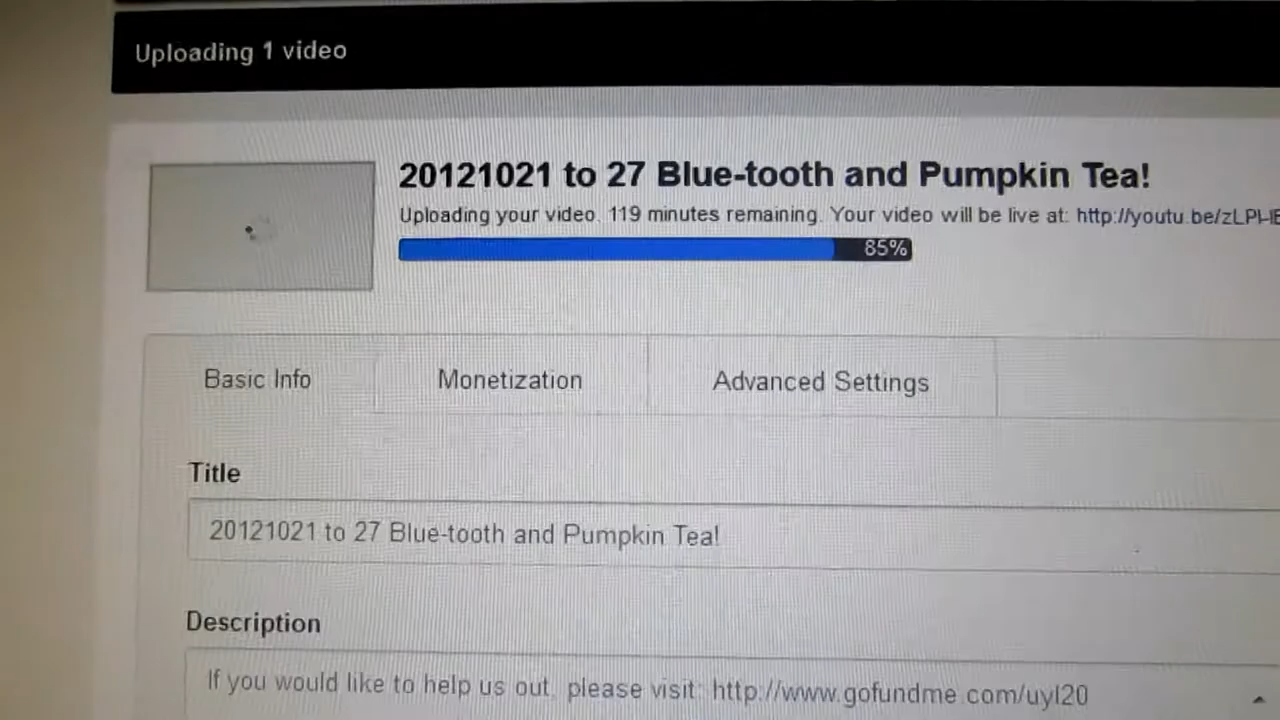 Uploading 1 video
20121021 to 27 Blue-tooth and Pumpkin Tea!
Uploading your video. 119 minutes remaining. Your video will be live at:
85%
Basic Info
Monetization
Advanced Settings
Title
20121021 to 27 Blue-tooth and Pumpkin Tea!
Description
If you would like to help us out, please visit: http://www.gofundme.com/uyl20